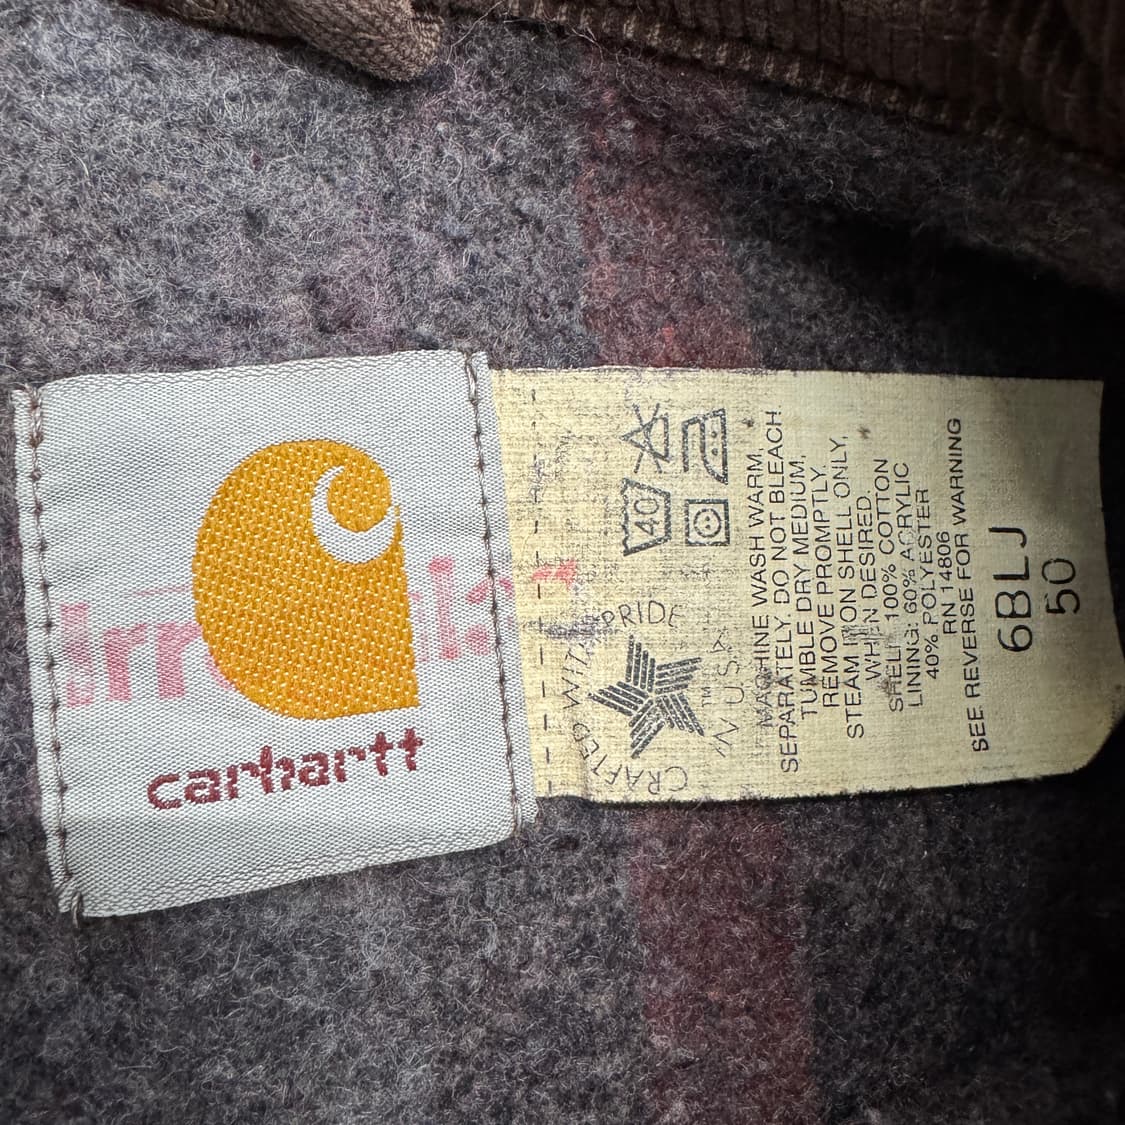 carhartt
CRAFTED WITH PRIDE
IN U.S.A.
TM
40
MACHINE WASH WARM,
SEPARATELY, DO NOT BLEACH.
TUMBLE DRY MEDIUM,
REMOVE PROMPTLY.
STEAM IRON SHELL ONLY,
WHEN DESIRED.
SHELL: 100% COTTON
LINING: 60% ACRYLIC
40% POLYESTER
RN 14806
SEE REVERSE FOR WARNING
6BLJ
50